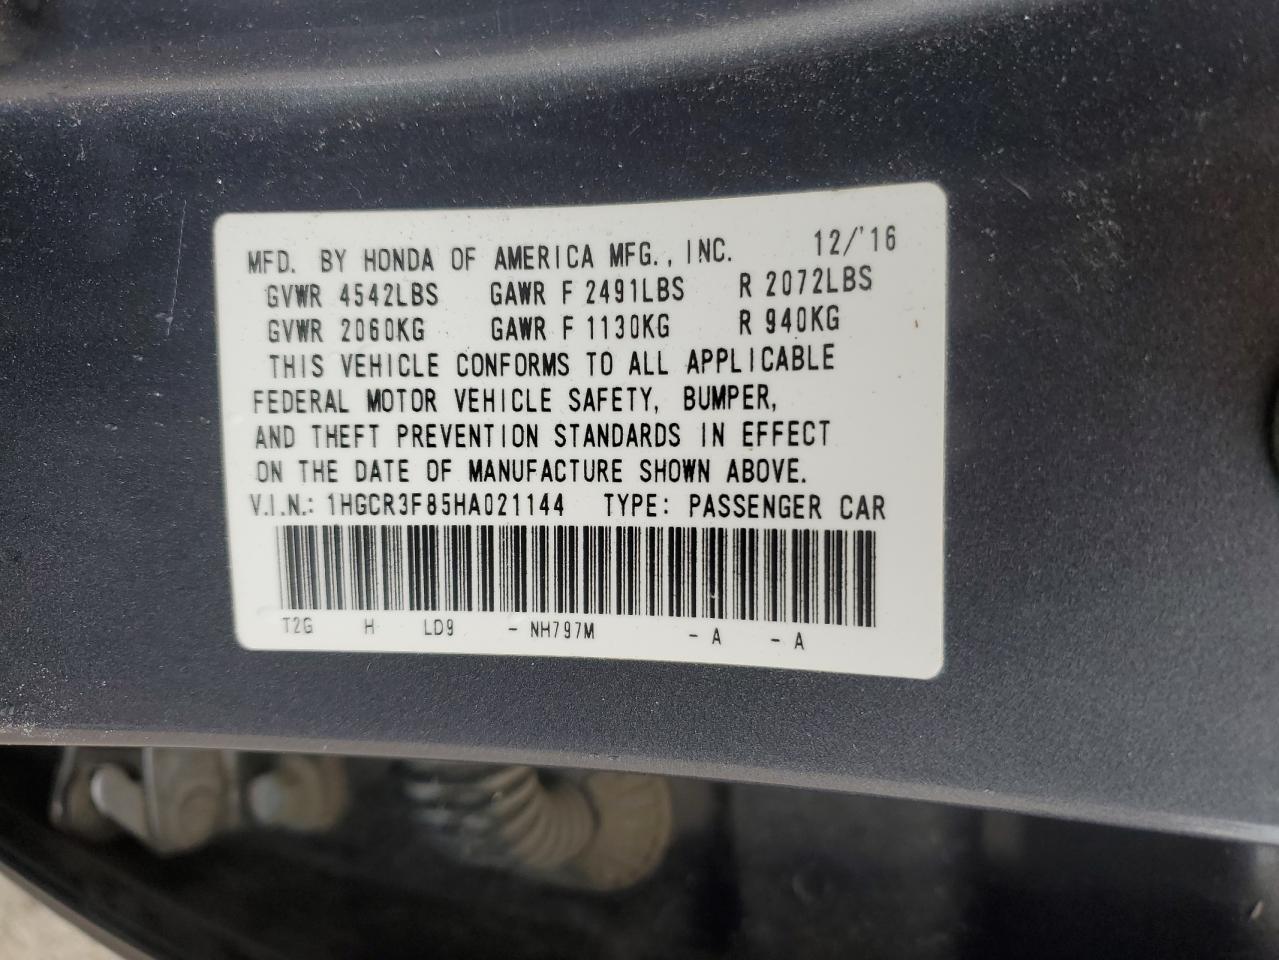 MFD. BY HONDA OF AMERICA MFG., INC. 12/'16
GVWR 4542LBS GAWR F 2491LBS R 2072LBS
GVWR 2060KG GAWR F 1130KG R 940KG
THIS VEHICLE CONFORMS TO ALL APPLICABLE
FEDERAL MOTOR VEHICLE SAFETY, BUMPER,
AND THEFT PREVENTION STANDARDS IN EFFECT
ON THE DATE OF MANUFACTURE SHOWN ABOVE.
V.I.N.: 1HGCR3F85HA021144 TYPE: PASSENGER CAR
T2G H LD9 - NH797M - A - A